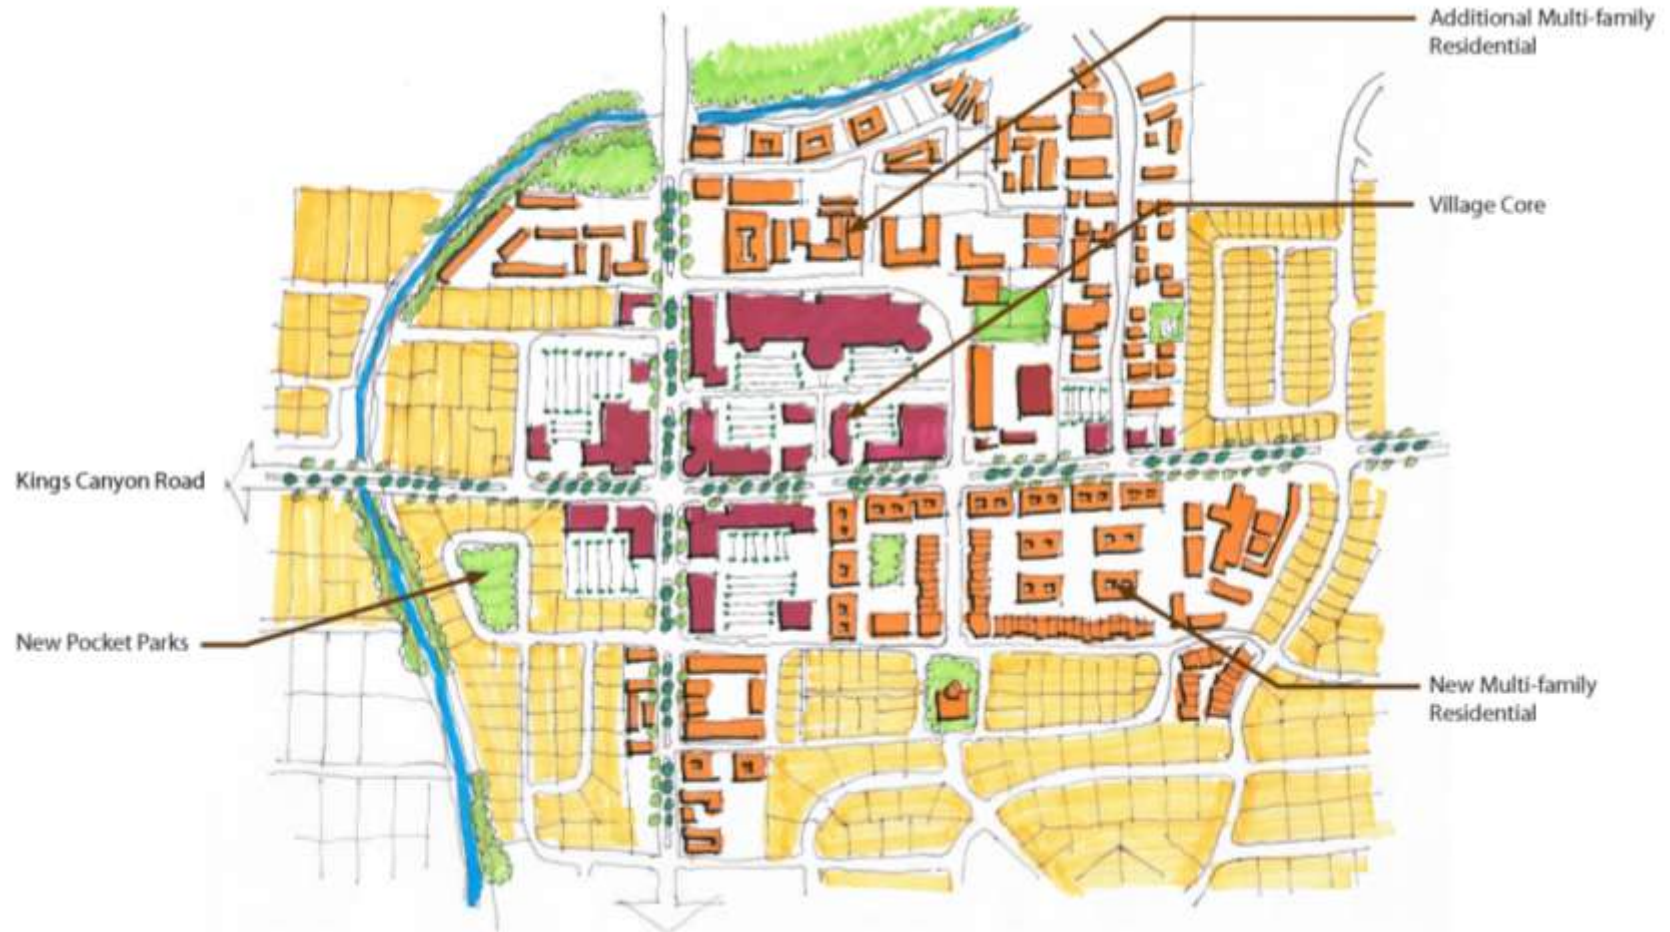 Additional Multi-family
Residential
Village Core
Kings Canyon Road
New Pocket Parks
New Multi-family
Residential